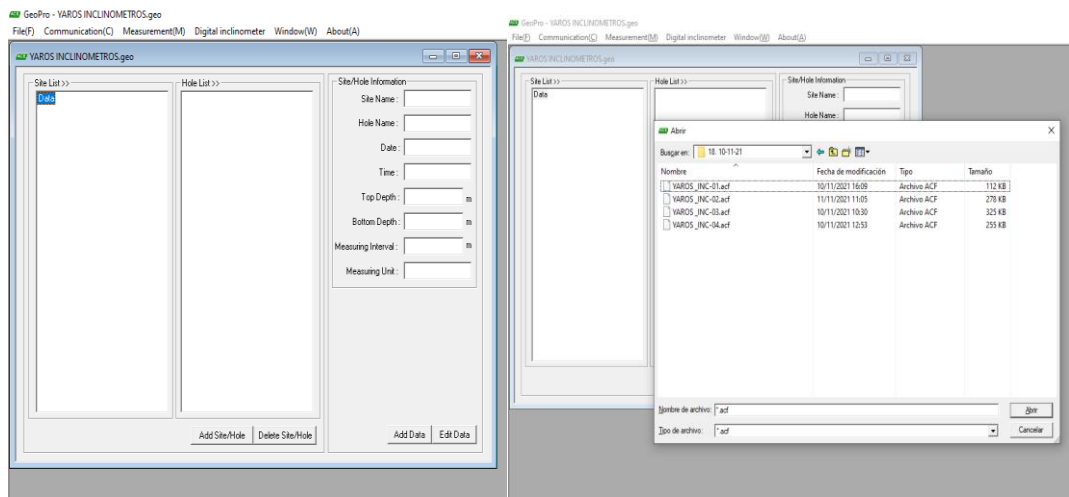 GeoPro - YAROS INCLINOMETROS.geo
File(F) Communication(C) Measurement(M) Digital inclinometer Window(W) About(A)
YAROS INCLINOMETROS.geo
Site List >>
Data
Hole List >>
Site/Hole Information
Site Name :
Hole Name :
Date :
Time :
Top Depth : m
Bottom Depth : m
Measuring Interval : m
Measuring Unit :
Add Site/Hole Delete Site/Hole Add Data Edit Data
GeoPro - YAROS INCLINOMETROS.geo
File(F) Communication(C) Measurement(M) Digital inclinometer Window(W) About(A)
YAROS INCLINOMETROS.geo
Site List >>
Data
Hole List >>
Site/Hole Information
Site Name :
Hole Name :
Abrir
Buscar en: 18. 10-11-21
Nombre Fecha de modificación Tipo Tamaño
YAROS_INC-01.acf 10/11/2021 16:09 Archivo ACF 112 KB
YAROS_INC-02.acf 11/11/2021 11:05 Archivo ACF 278 KB
YAROS_INC-03.acf 10/11/2021 10:30 Archivo ACF 325 KB
YAROS_INC-04.acf 10/11/2021 12:53 Archivo ACF 255 KB
Nombre de archivo: *.acf Abrir
Tipo de archivo: *.acf Cancelar